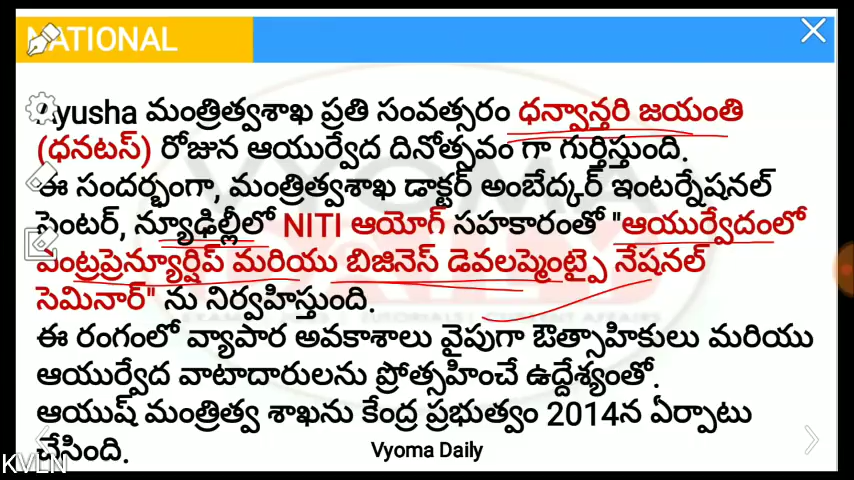 NATIONAL
Ayusha మంత్రిత్వశాఖ ప్రతి సంవత్సరం ధన్వాన్తరి జయంతి
(ధనటస్) రోజున ఆయుర్వేద దినోత్సవం గా గుర్తిస్తుంది.
ఈ సందర్భంగా, మంత్రిత్వశాఖ డాక్టర్ అంబేద్కర్ ఇంటర్నేషనల్
సెంటర్, న్యూఢిల్లీలో NITI ఆయోగ్ సహకారంతో "ఆయుర్వేదంలో
ఎంట్రప్రెన్యూర్షిప్ మరియు బిజినెస్ డెవలప్మెంట్పై నేషనల్
సెమినార్" ను నిర్వహిస్తుంది.
ఈ రంగంలో వ్యాపార అవకాశాలు వైపుగా ఔత్సాహికులు మరియు
ఆయుర్వేద వాటాదారులను ప్రోత్సహించే ఉద్దేశ్యంతో.
ఆయుష్ మంత్రిత్వ శాఖను కేంద్ర ప్రభుత్వం 2014న ఏర్పాటు
చేసింది.
Vyoma Daily
KVLN